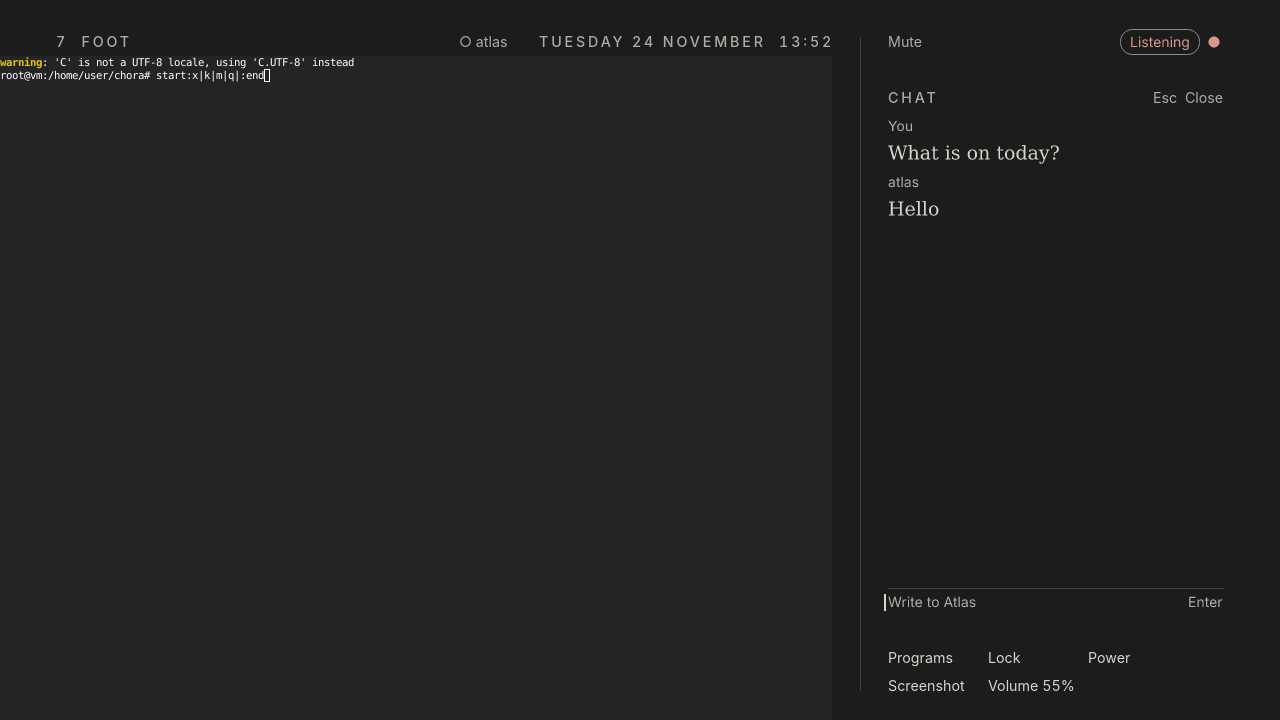 7 FOOT
atlas
TUESDAY 24 NOVEMBER 13:52
warning: 'C' is not a UTF-8 locale, using 'C.UTF-8' instead
root@vm:/home/user/chora# start:x|k|m|q|:end
Mute
Listening
CHAT
Esc Close
You
What is on today?
atlas
Hello
Write to Atlas
Enter
Programs Lock Power
Screenshot Volume 55%